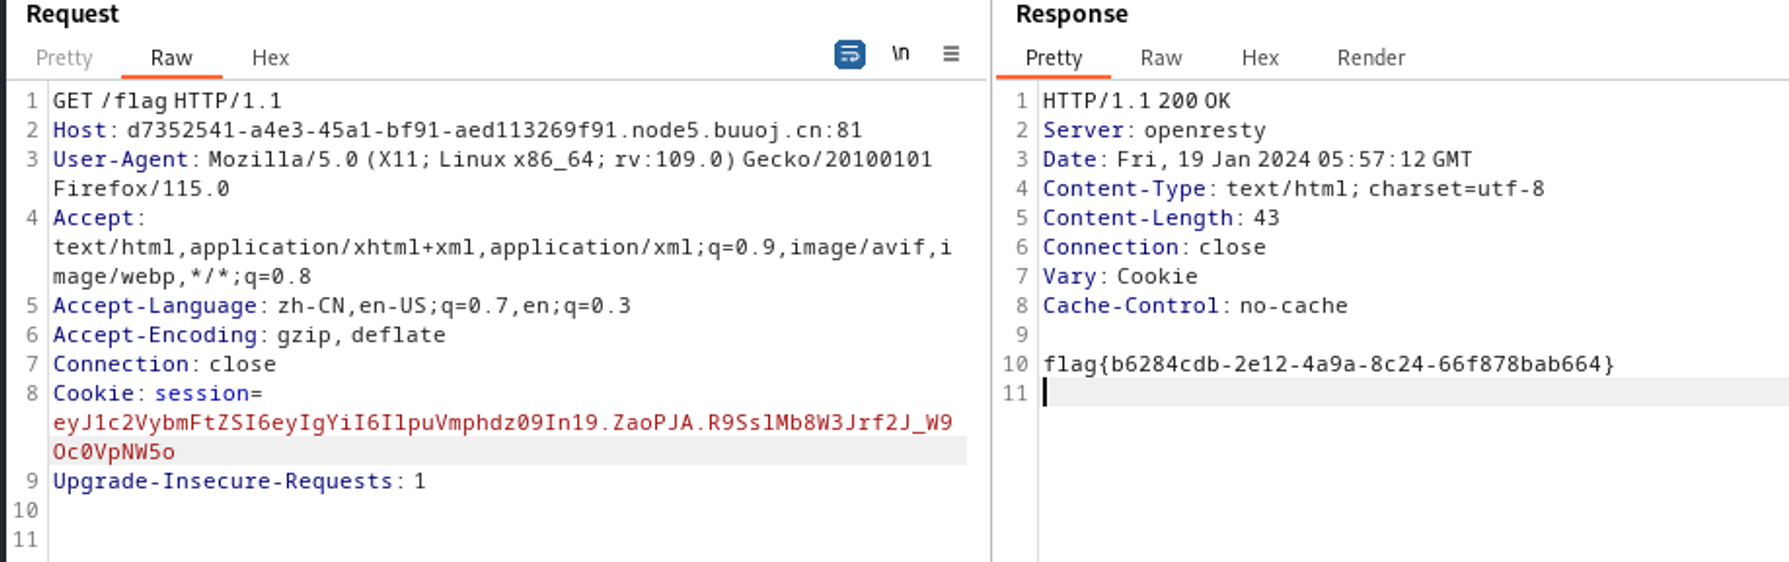 Request
Pretty Raw Hex \n
1 GET /flag HTTP/1.1
2 Host: d7352541-a4e3-45a1-bf91-aed113269f91.node5.buuoj.cn:81
3 User-Agent: Mozilla/5.0 (X11; Linux x86_64; rv:109.0) Gecko/20100101
Firefox/115.0
4 Accept:
text/html,application/xhtml+xml,application/xml;q=0.9,image/avif,i
mage/webp,*/*;q=0.8
5 Accept-Language: zh-CN,en-US;q=0.7,en;q=0.3
6 Accept-Encoding: gzip, deflate
7 Connection: close
8 Cookie: session=
eyJ1c2VybmFtZSI6eyIgYiI6IlpuVmphdz09In19.ZaoPJA.R9SslMb8W3Jrf2J_W9
Oc0VpNW5o
9 Upgrade-Insecure-Requests: 1
10
11
Response
Pretty Raw Hex Render
1 HTTP/1.1 200 OK
2 Server: openresty
3 Date: Fri, 19 Jan 2024 05:57:12 GMT
4 Content-Type: text/html; charset=utf-8
5 Content-Length: 43
6 Connection: close
7 Vary: Cookie
8 Cache-Control: no-cache
9
10 flag{b6284cdb-2e12-4a9a-8c24-66f878bab664}
11